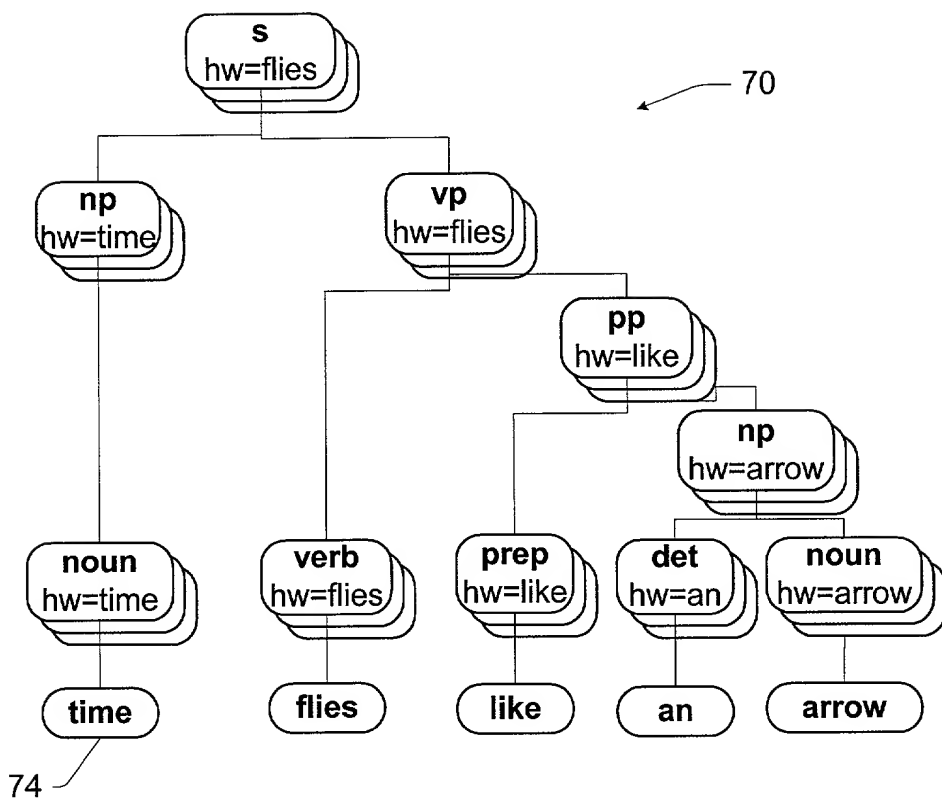 s
hw=flies
70
np
hw=time
vp
hw=flies
pp
hw=like
np
hw=arrow
noun
hw=time
verb
hw=flies
prep
hw=like
det
hw=an
noun
hw=arrow
time
flies
like
an
arrow
74